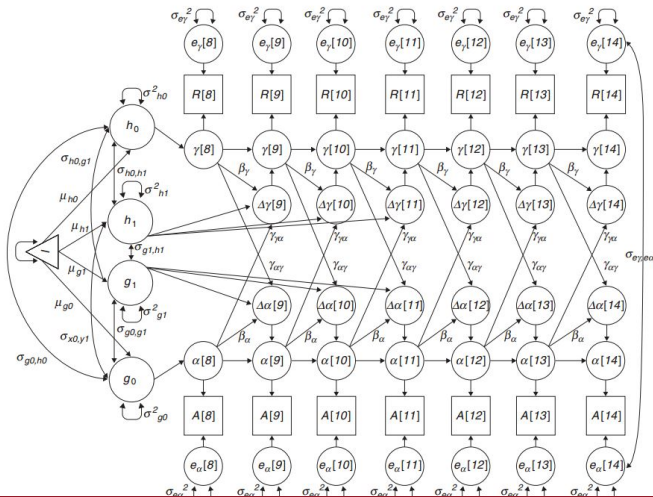 σeγ² σeγ² σeγ² σeγ² σeγ² σeγ² σeγ²
eγ[8] eγ[9] eγ[10] eγ[11] eγ[12] eγ[13] eγ[14]
R[8] R[9] R[10] R[11] R[12] R[13] R[14]
σ²h0
h0
γ[8] γ[9] γ[10] γ[11] γ[12] γ[13] γ[14]
σh0,g1
σh0,h1
βγ βγ βγ βγ βγ βγ
μh0
σ²h1
Δγ[9] Δγ[10] Δγ[11] Δγ[12] Δγ[13] Δγ[14]
h1
μh1
γγα γγα γγα γγα γγα
1
σg1,h1
σeγ,eα
μg1
γαγ γαγ γαγ γαγ γαγ
g1
μg0
σ²g1
Δα[9] Δα[10] Δα[11] Δα[12] Δα[13] Δα[14]
σx0,y1
σg0,g1
βα βα βα βα βα βα
σg0,h0
g0
α[8] α[9] α[10] α[11] α[12] α[13] α[14]
σ²g0
A[8] A[9] A[10] A[11] A[12] A[13] A[14]
eα[8] eα[9] eα[10] eα[11] eα[12] eα[13] eα[14]
σeα² σeα² σeα² σeα² σeα² σeα² σeα²